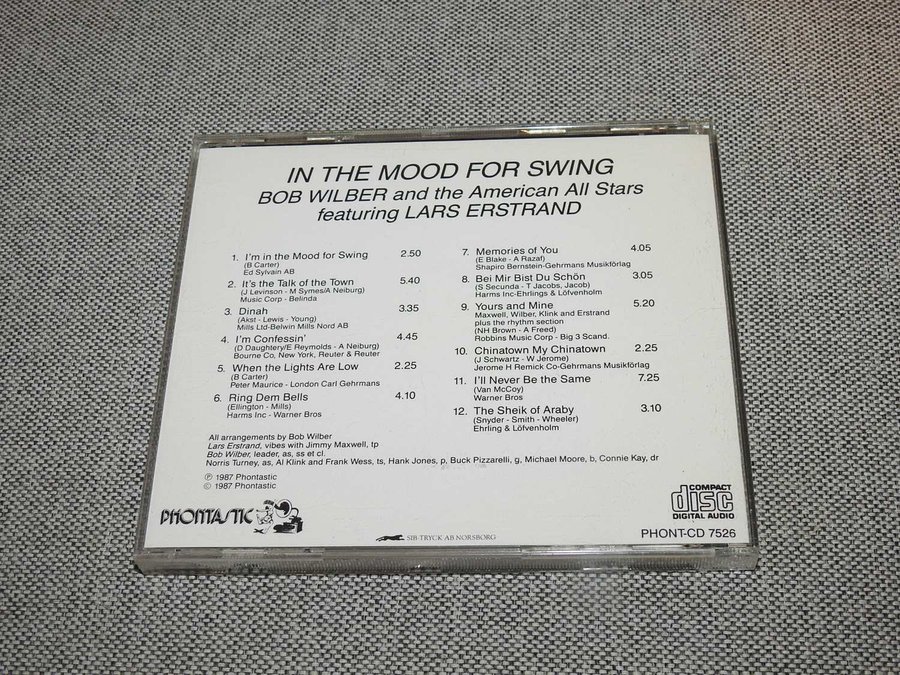 IN THE MOOD FOR SWING
BOB WILBER and the American All Stars
featuring LARS ERSTRAND
1. I'm in the Mood for Swing 2.50
(B Carter)
Ed Sylvain AB
2. It's the Talk of the Town 5.40
(J Levinson - M Symes/A Neiburg)
Music Corp - Belinda
3. Dinah 3.35
(Akst - Lewis - Young)
Mills Ltd-Belwin Mills Nord AB
4. I'm Confessin' 4.45
(D Daughtery/E Reynolds - A Neiburg)
Bourne Co, New York, Reuter & Reuter
5. When the Lights Are Low 2.25
(B Carter)
Peter Maurice - London Carl Gehrmans
6. Ring Dem Bells 4.10
(Ellington - Mills)
Harms Inc - Warner Bros
7. Memories of You 4.05
(E Blake - A Razaf)
Shapiro Bernstein-Gehrmans Musikförlag
8. Bei Mir Bist Du Schön 3.05
(S Secunda - T Jacobs, Jacob)
Harms Inc-Ehrlings & Löfvenholm
9. Yours and Mine 5.20
Maxwell, Wilber, Klink and Erstrand
plus the rhythm section
(NH Brown - A Freed)
Robbins Music Corp - Big 3 Scand.
10. Chinatown My Chinatown 2.25
(J Schwartz - W Jerome)
Jerome H Remick Co-Gehrmans Musikförlag
11. I'll Never Be the Same 7.25
(Van McCoy)
Warner Bros
12. The Sheik of Araby 3.10
(Snyder - Smith - Wheeler)
Ehrling & Löfvenholm
All arrangements by Bob Wilber
Lars Erstrand, vibes with Jimmy Maxwell, tp
Bob Wilber, leader, as, ss et cl.
Norris Turney, as, Al Klink and Frank Wess, ts, Hank Jones, p, Buck Pizzarelli, g, Michael Moore, b, Connie Kay, dr
℗ 1987 Phontastic
© 1987 Phontastic
PHONTASTIC
SIB-TRYCK AB NORSBORG
COMPACT
disc
DIGITAL AUDIO
PHONT-CD 7526